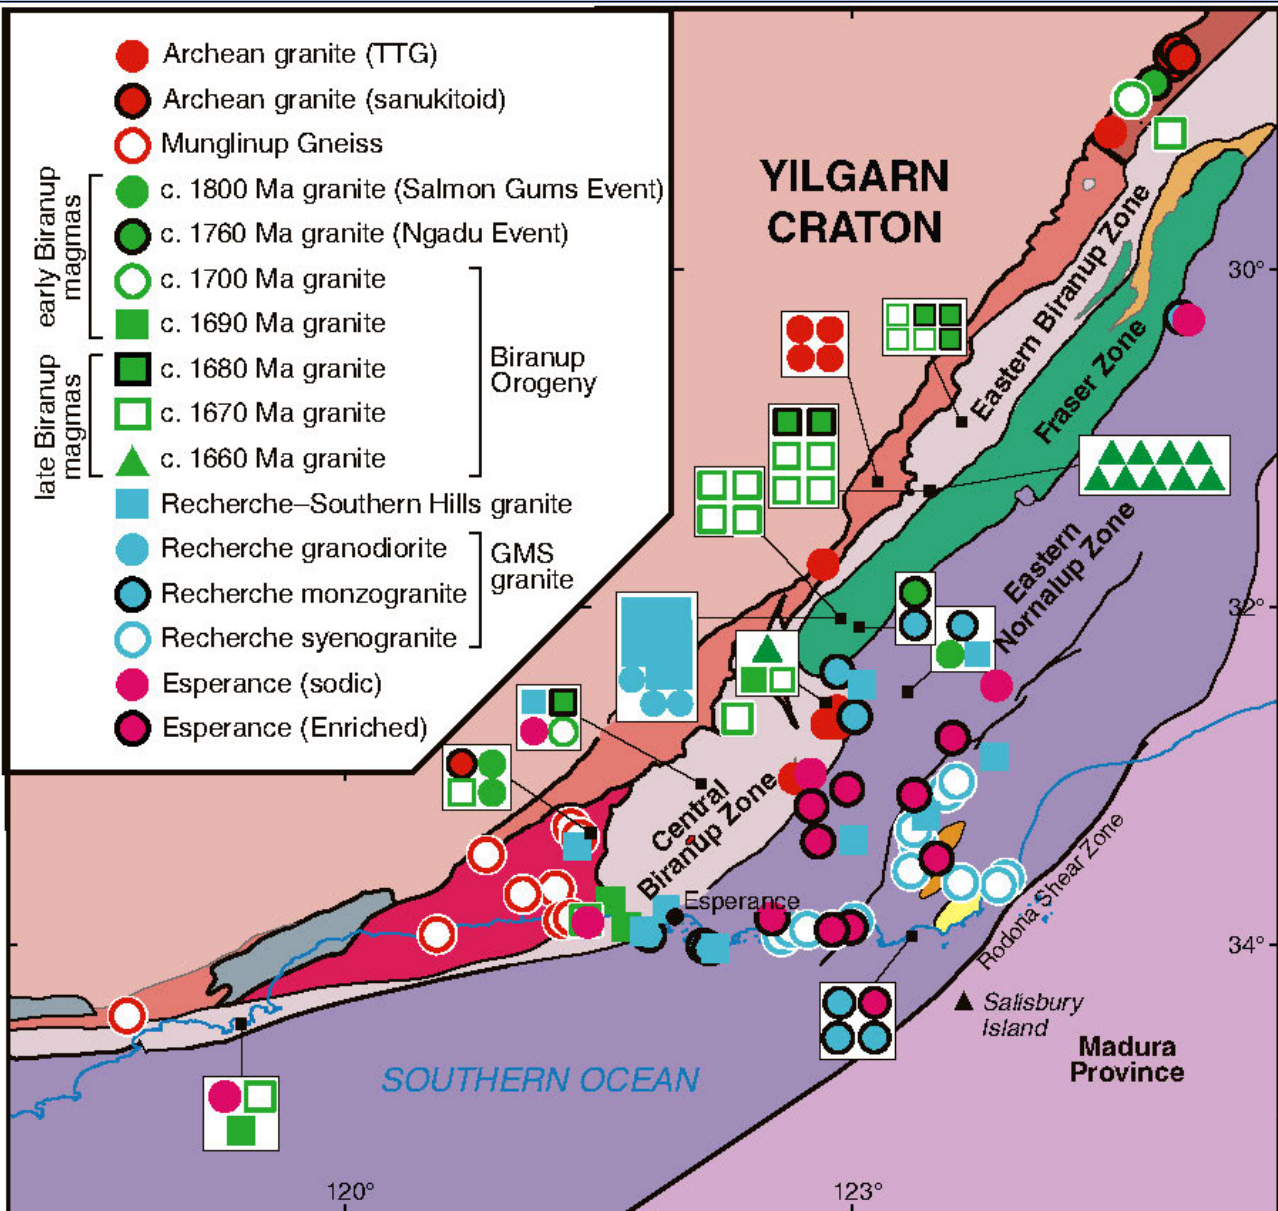 Archean granite (TTG)
Archean granite (sanukitoid)
Munglinup Gneiss
c. 1800 Ma granite (Salmon Gums Event)
c. 1760 Ma granite (Ngadu Event)
c. 1700 Ma granite
c. 1690 Ma granite
c. 1680 Ma granite
c. 1670 Ma granite
c. 1660 Ma granite
Recherche–Southern Hills granite
Recherche granodiorite
Recherche monzogranite
Recherche syenogranite
Esperance (sodic)
Esperance (Enriched)
early Biranup
magmas
late Biranup
magmas
Biranup
Orogeny
GMS
granite
YILGARN
CRATON
Eastern Biranup Zone
Fraser Zone
30°
Eastern
Nornalup Zone
32°
Central
Biranup Zone
Esperance
Rodona Shear Zone
34°
Salisbury
Island
Madura
Province
SOUTHERN OCEAN
120°
123°